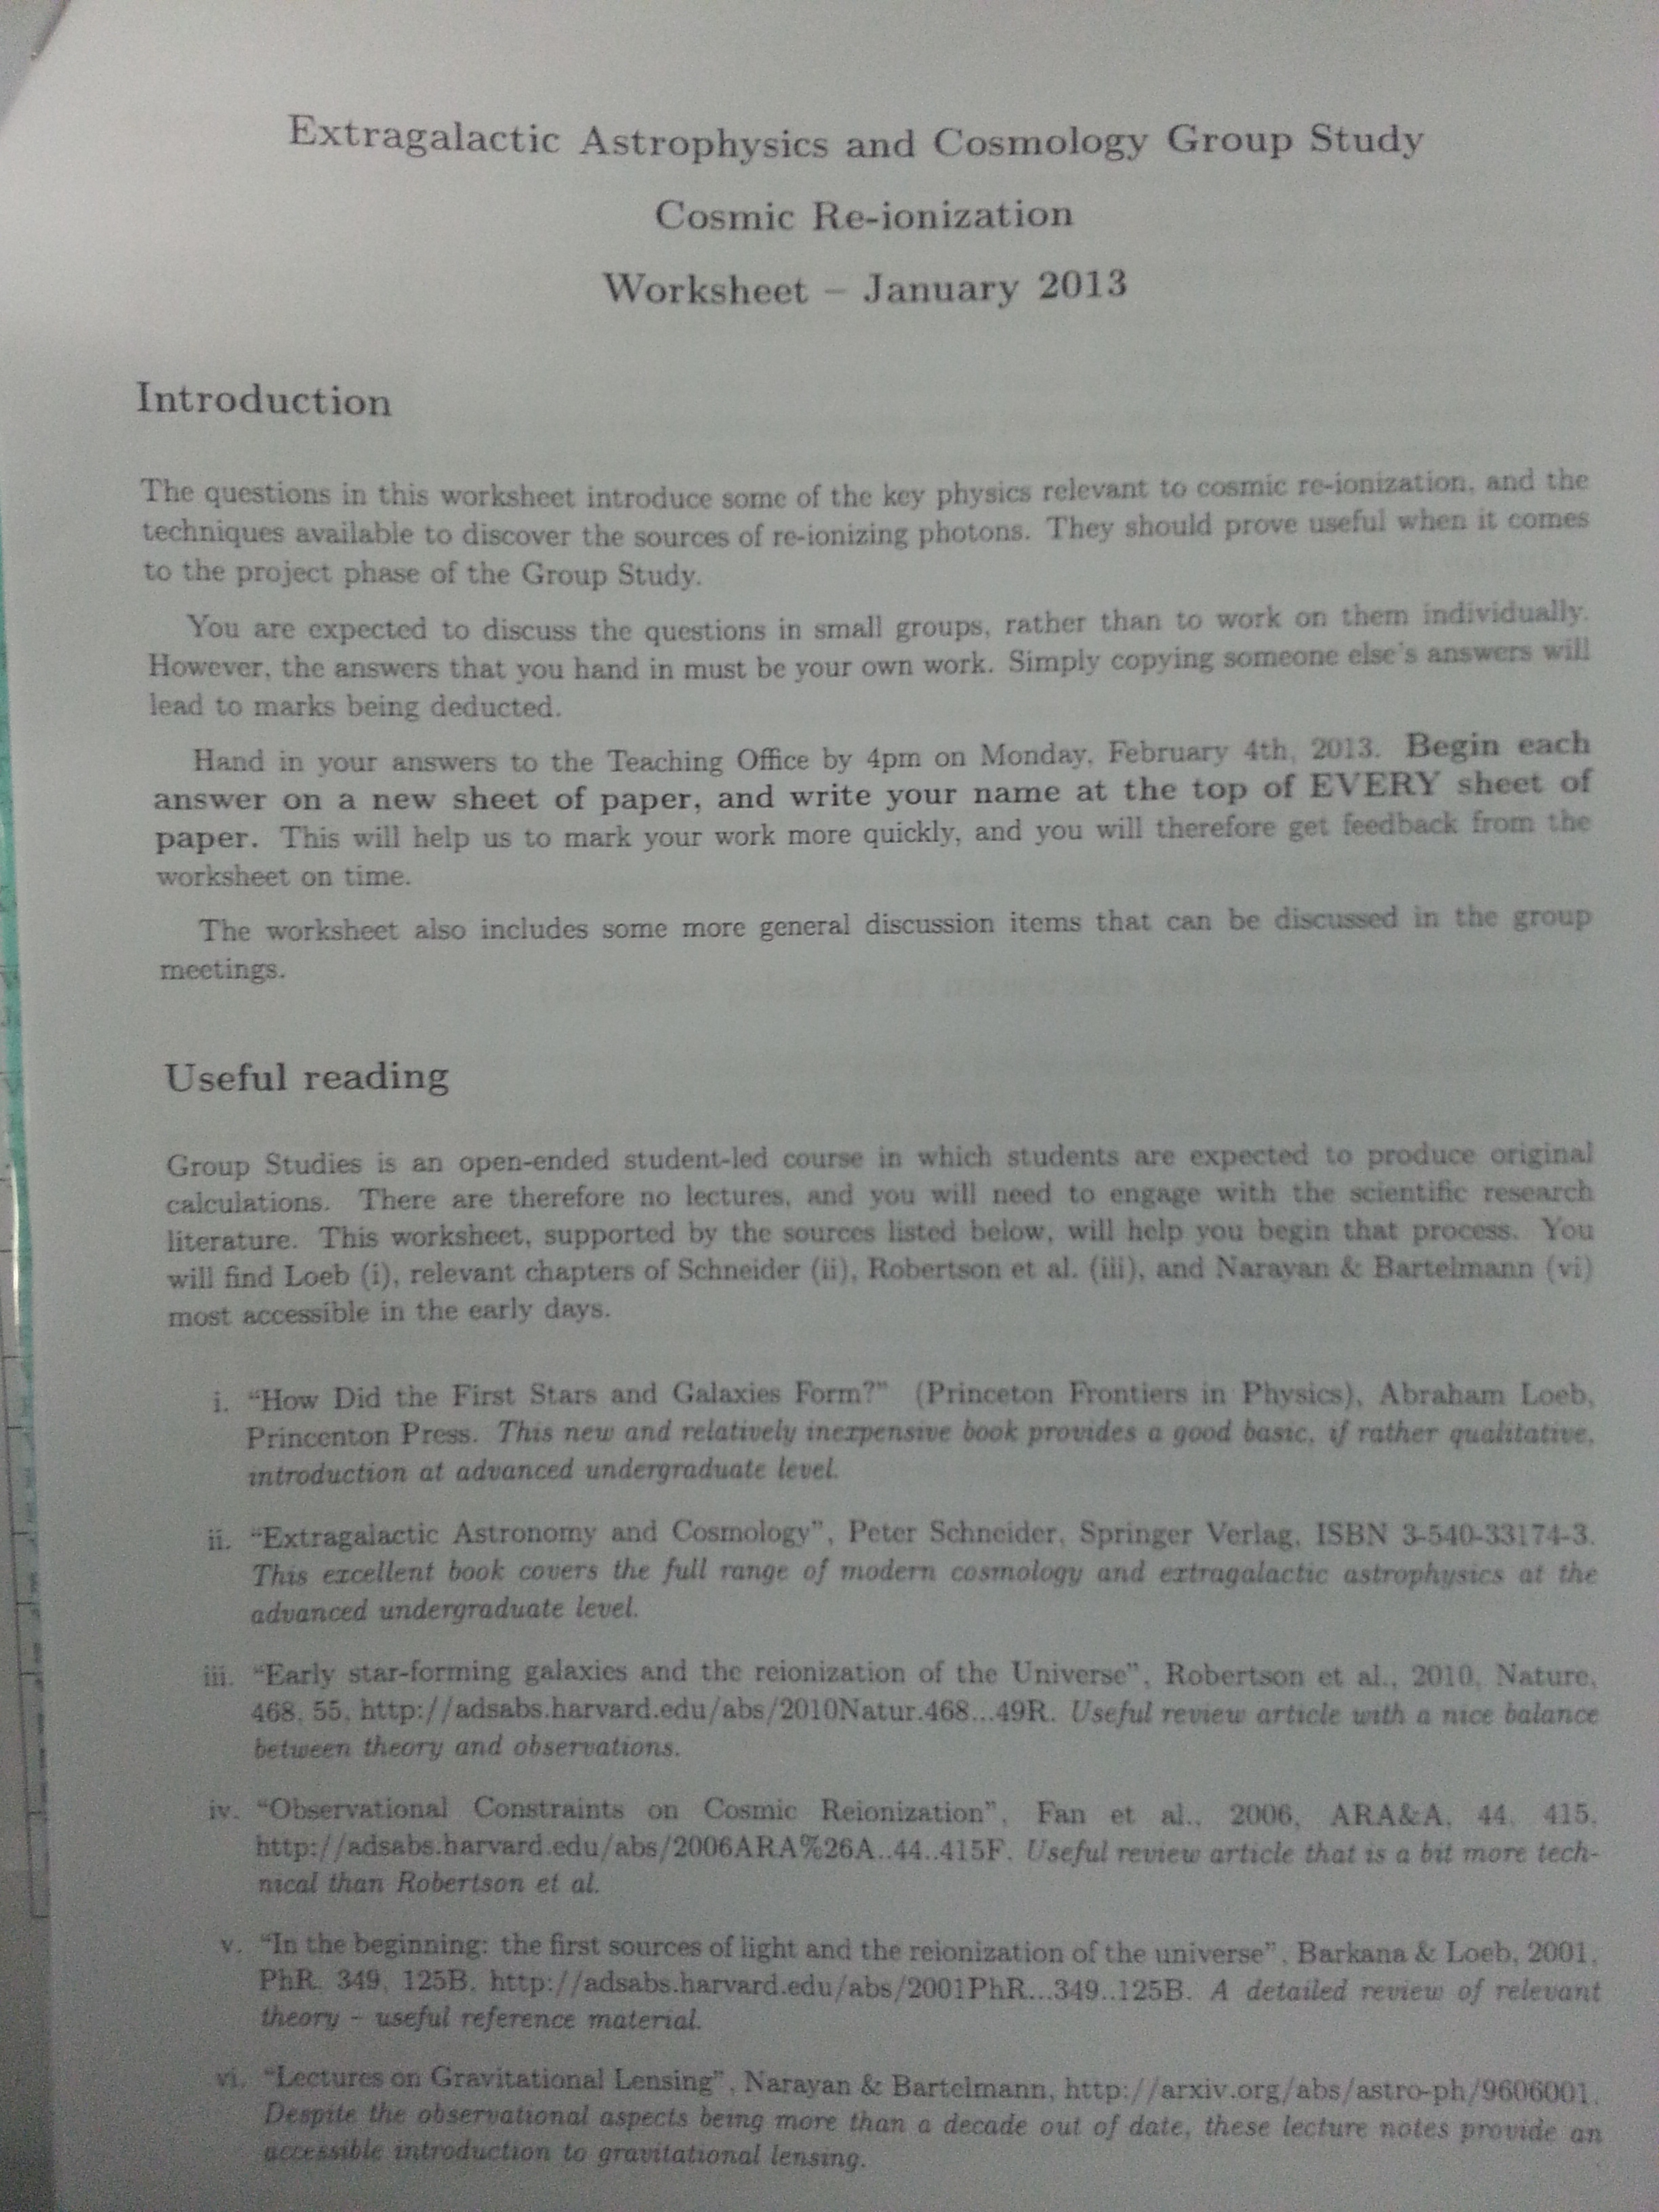 Extragalactic Astrophysics and Cosmology Group Study
Cosmic Re-ionization
Worksheet – January 2013
Introduction
The questions in this worksheet introduce some of the key physics relevant to cosmic re-ionization, and the
techniques available to discover the sources of re-ionizing photons. They should prove useful when it comes
to the project phase of the Group Study.
You are expected to discuss the questions in small groups, rather than to work on them individually.
However, the answers that you hand in must be your own work. Simply copying someone else's answers will
lead to marks being deducted.
Hand in your answers to the Teaching Office by 4pm on Monday, February 4th, 2013. Begin each
answer on a new sheet of paper, and write your name at the top of EVERY sheet of
paper. This will help us to mark your work more quickly, and you will therefore get feedback from the
worksheet on time.
The worksheet also includes some more general discussion items that can be discussed in the group
meetings.
Useful reading
Group Studies is an open-ended student-led course in which students are expected to produce original
calculations. There are therefore no lectures, and you will need to engage with the scientific research
literature. This worksheet, supported by the sources listed below, will help you begin that process. You
will find Loeb (i), relevant chapters of Schneider (ii), Robertson et al. (iii), and Narayan & Bartelmann (vi)
most accessible in the early days.
i. “How Did the First Stars and Galaxies Form?” (Princeton Frontiers in Physics), Abraham Loeb,
Princenton Press. This new and relatively inexpensive book provides a good basic, if rather qualitative,
introduction at advanced undergraduate level.
ii. “Extragalactic Astronomy and Cosmology”, Peter Schneider, Springer Verlag, ISBN 3-540-33174-3.
This excellent book covers the full range of modern cosmology and extragalactic astrophysics at the
advanced undergraduate level.
iii. “Early star-forming galaxies and the reionization of the Universe”, Robertson et al., 2010, Nature,
468, 55, http://adsabs.harvard.edu/abs/2010Natur.468...49R. Useful review article with a nice balance
between theory and observations.
iv. “Observational Constraints on Cosmic Reionization”, Fan et al., 2006, ARA&A, 44, 415,
http://adsabs.harvard.edu/abs/2006ARA%26A..44..415F. Useful review article that is a bit more tech-
nical than Robertson et al.
v. “In the beginning: the first sources of light and the reionization of the universe”, Barkana & Loeb, 2001,
PhR, 349, 125B, http://adsabs.harvard.edu/abs/2001PhR...349..125B. A detailed review of relevant
theory – useful reference material.
vi. “Lectures on Gravitational Lensing”, Narayan & Bartelmann, http://arxiv.org/abs/astro-ph/9606001.
Despite the observational aspects being more than a decade out of date, these lecture notes provide an
accessible introduction to gravitational lensing.